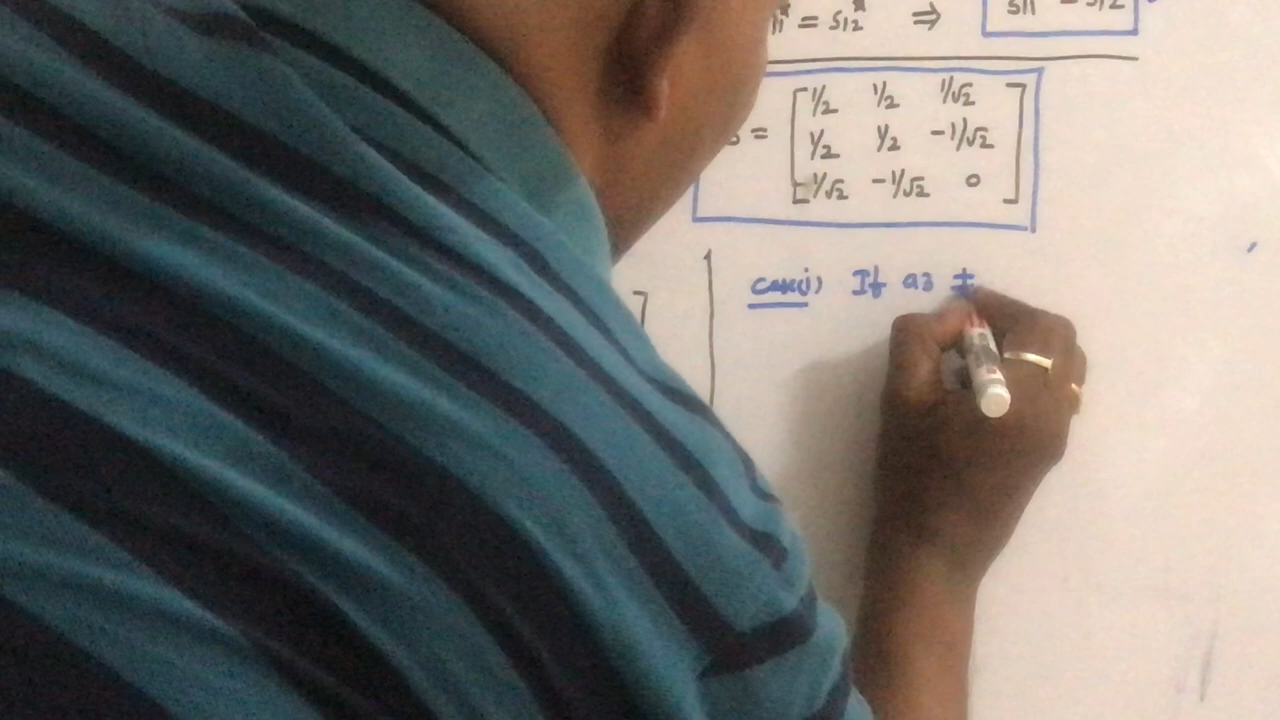 11* = S12* ⇒ S11 = S12
S = [ 1/2 1/2 1/√2
1/2 1/2 -1/√2
1/√2 -1/√2 0 ]
Case(i) If a3 ≠